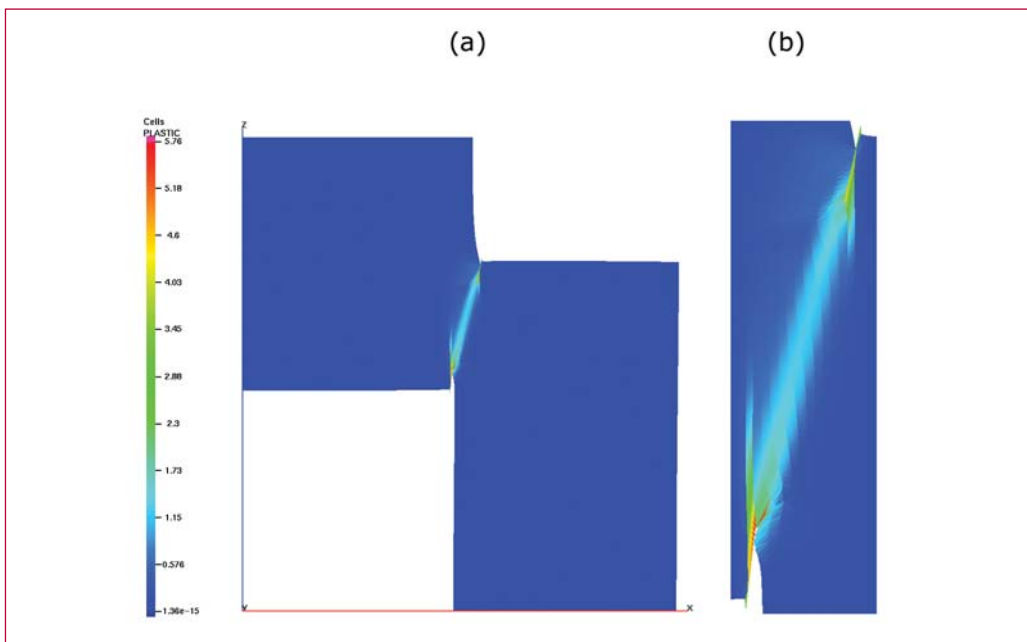 (a)
(b)
Cells
PLASTIC
5.76
5.18
4.6
4.03
3.45
2.88
2.3
1.73
1.15
0.576
1.36e-15
Z
Y
X